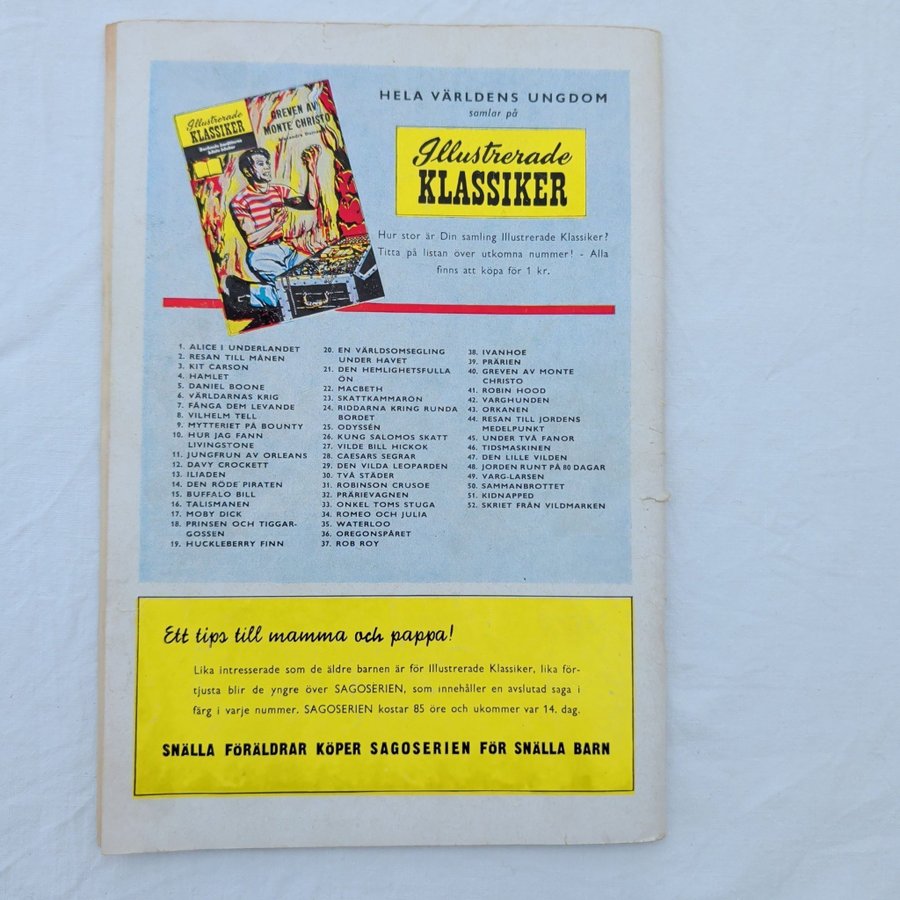 Illustrerade
KLASSIKER
GREVEN AV
MONTE CHRISTO
HELA VÄRLDENS UNGDOM
samlar på
Illustrerade
KLASSIKER
Hur stor är Din samling Illustrerade Klassiker?
Titta på listan över utkomna nummer! - Alla
finns att köpa för 1 kr.
1. ALICE I UNDERLANDET
2. RESAN TILL MÅNEN
3. KIT CARSON
4. HAMLET
5. DANIEL BOONE
6. VÄRLDARNAS KRIG
7. FÅNGA DEM LEVANDE
8. VILHELM TELL
9. MYTTERIET PÅ BOUNTY
10. HUR JAG FANN
LIVINGSTONE
11. JUNGFRUN AV ORLEANS
12. DAVY CROCKETT
13. ILIADEN
14. DEN RÖDE PIRATEN
15. BUFFALO BILL
16. TALISMANEN
17. MOBY DICK
18. PRINSEN OCH TIGGAR-
GOSSEN
19. HUCKLEBERRY FINN
20. EN VÄRLDSOMSEGLING
UNDER HAVET
21. DEN HEMLIGHETSFULLA
ÖN
22. MACBETH
23. SKATTKAMMARÖN
24. RIDDARNA KRING RUNDA
BORDET
25. ODYSSÉN
26. KUNG SALOMOS SKATT
27. VILDE BILL HICKOK
28. CAESARS SEGRAR
29. DEN VILDA LEOPARDEN
30. TVÅ STÄDER
31. ROBINSON CRUSOE
32. PRÄRIEVAGNEN
33. ONKEL TOMS STUGA
34. ROMEO OCH JULIA
35. WATERLOO
36. OREGONSPÅRET
37. ROB ROY
38. IVANHOE
39. PRÄRIEN
40. GREVEN AV MONTE
CHRISTO
41. ROBIN HOOD
42. VARGHUNDEN
43. ORKANEN
44. RESAN TILL JORDENS
MEDELPUNKT
45. UNDER TVÅ FANOR
46. TIDSMASKINEN
47. DEN LILLE VILDEN
48. JORDEN RUNT PÅ 80 DAGAR
49. VARG-LARSEN
50. SAMMANBROTTET
51. KIDNAPPED
52. SKRIET FRÅN VILDMARKEN
Ett tips till mamma och pappa!
Lika intresserade som de äldre barnen är för Illustrerade Klassiker, lika för-
tjusta blir de yngre över SAGOSERIEN, som innehåller en avslutad saga i
färg i varje nummer. SAGOSERIEN kostar 85 öre och ukommer var 14. dag.
SNÄLLA FÖRÄLDRAR KÖPER SAGOSERIEN FÖR SNÄLLA BARN